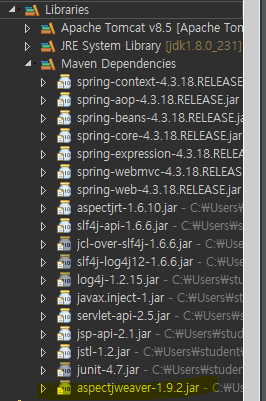 Libraries
Apache Tomcat v8.5 [Apache Tom
JRE System Library [jdk1.8.0_231]
Maven Dependencies
spring-context-4.3.18.RELEASE
spring-aop-4.3.18.RELEASE.jar
spring-beans-4.3.18.RELEASE.ja
spring-core-4.3.18.RELEASE.jar
spring-expression-4.3.18.RELEA
spring-webmvc-4.3.18.RELEASE
spring-web-4.3.18.RELEASE.jar
aspectjrt-1.6.10.jar - C:₩Users₩
slf4j-api-1.6.6.jar - C:₩Users₩st
jcl-over-slf4j-1.6.6.jar - C:₩Use
slf4j-log4j12-1.6.6.jar - C:₩Use
log4j-1.2.15.jar - C:₩Users₩stu
javax.inject-1.jar - C:₩Users₩st
servlet-api-2.5.jar - C:₩Users₩s
jsp-api-2.1.jar - C:₩Users₩stud
jstl-1.2.jar - C:₩Users₩student
junit-4.7.jar - C:₩Users₩studen
aspectjweaver-1.9.2.jar - C:₩Us